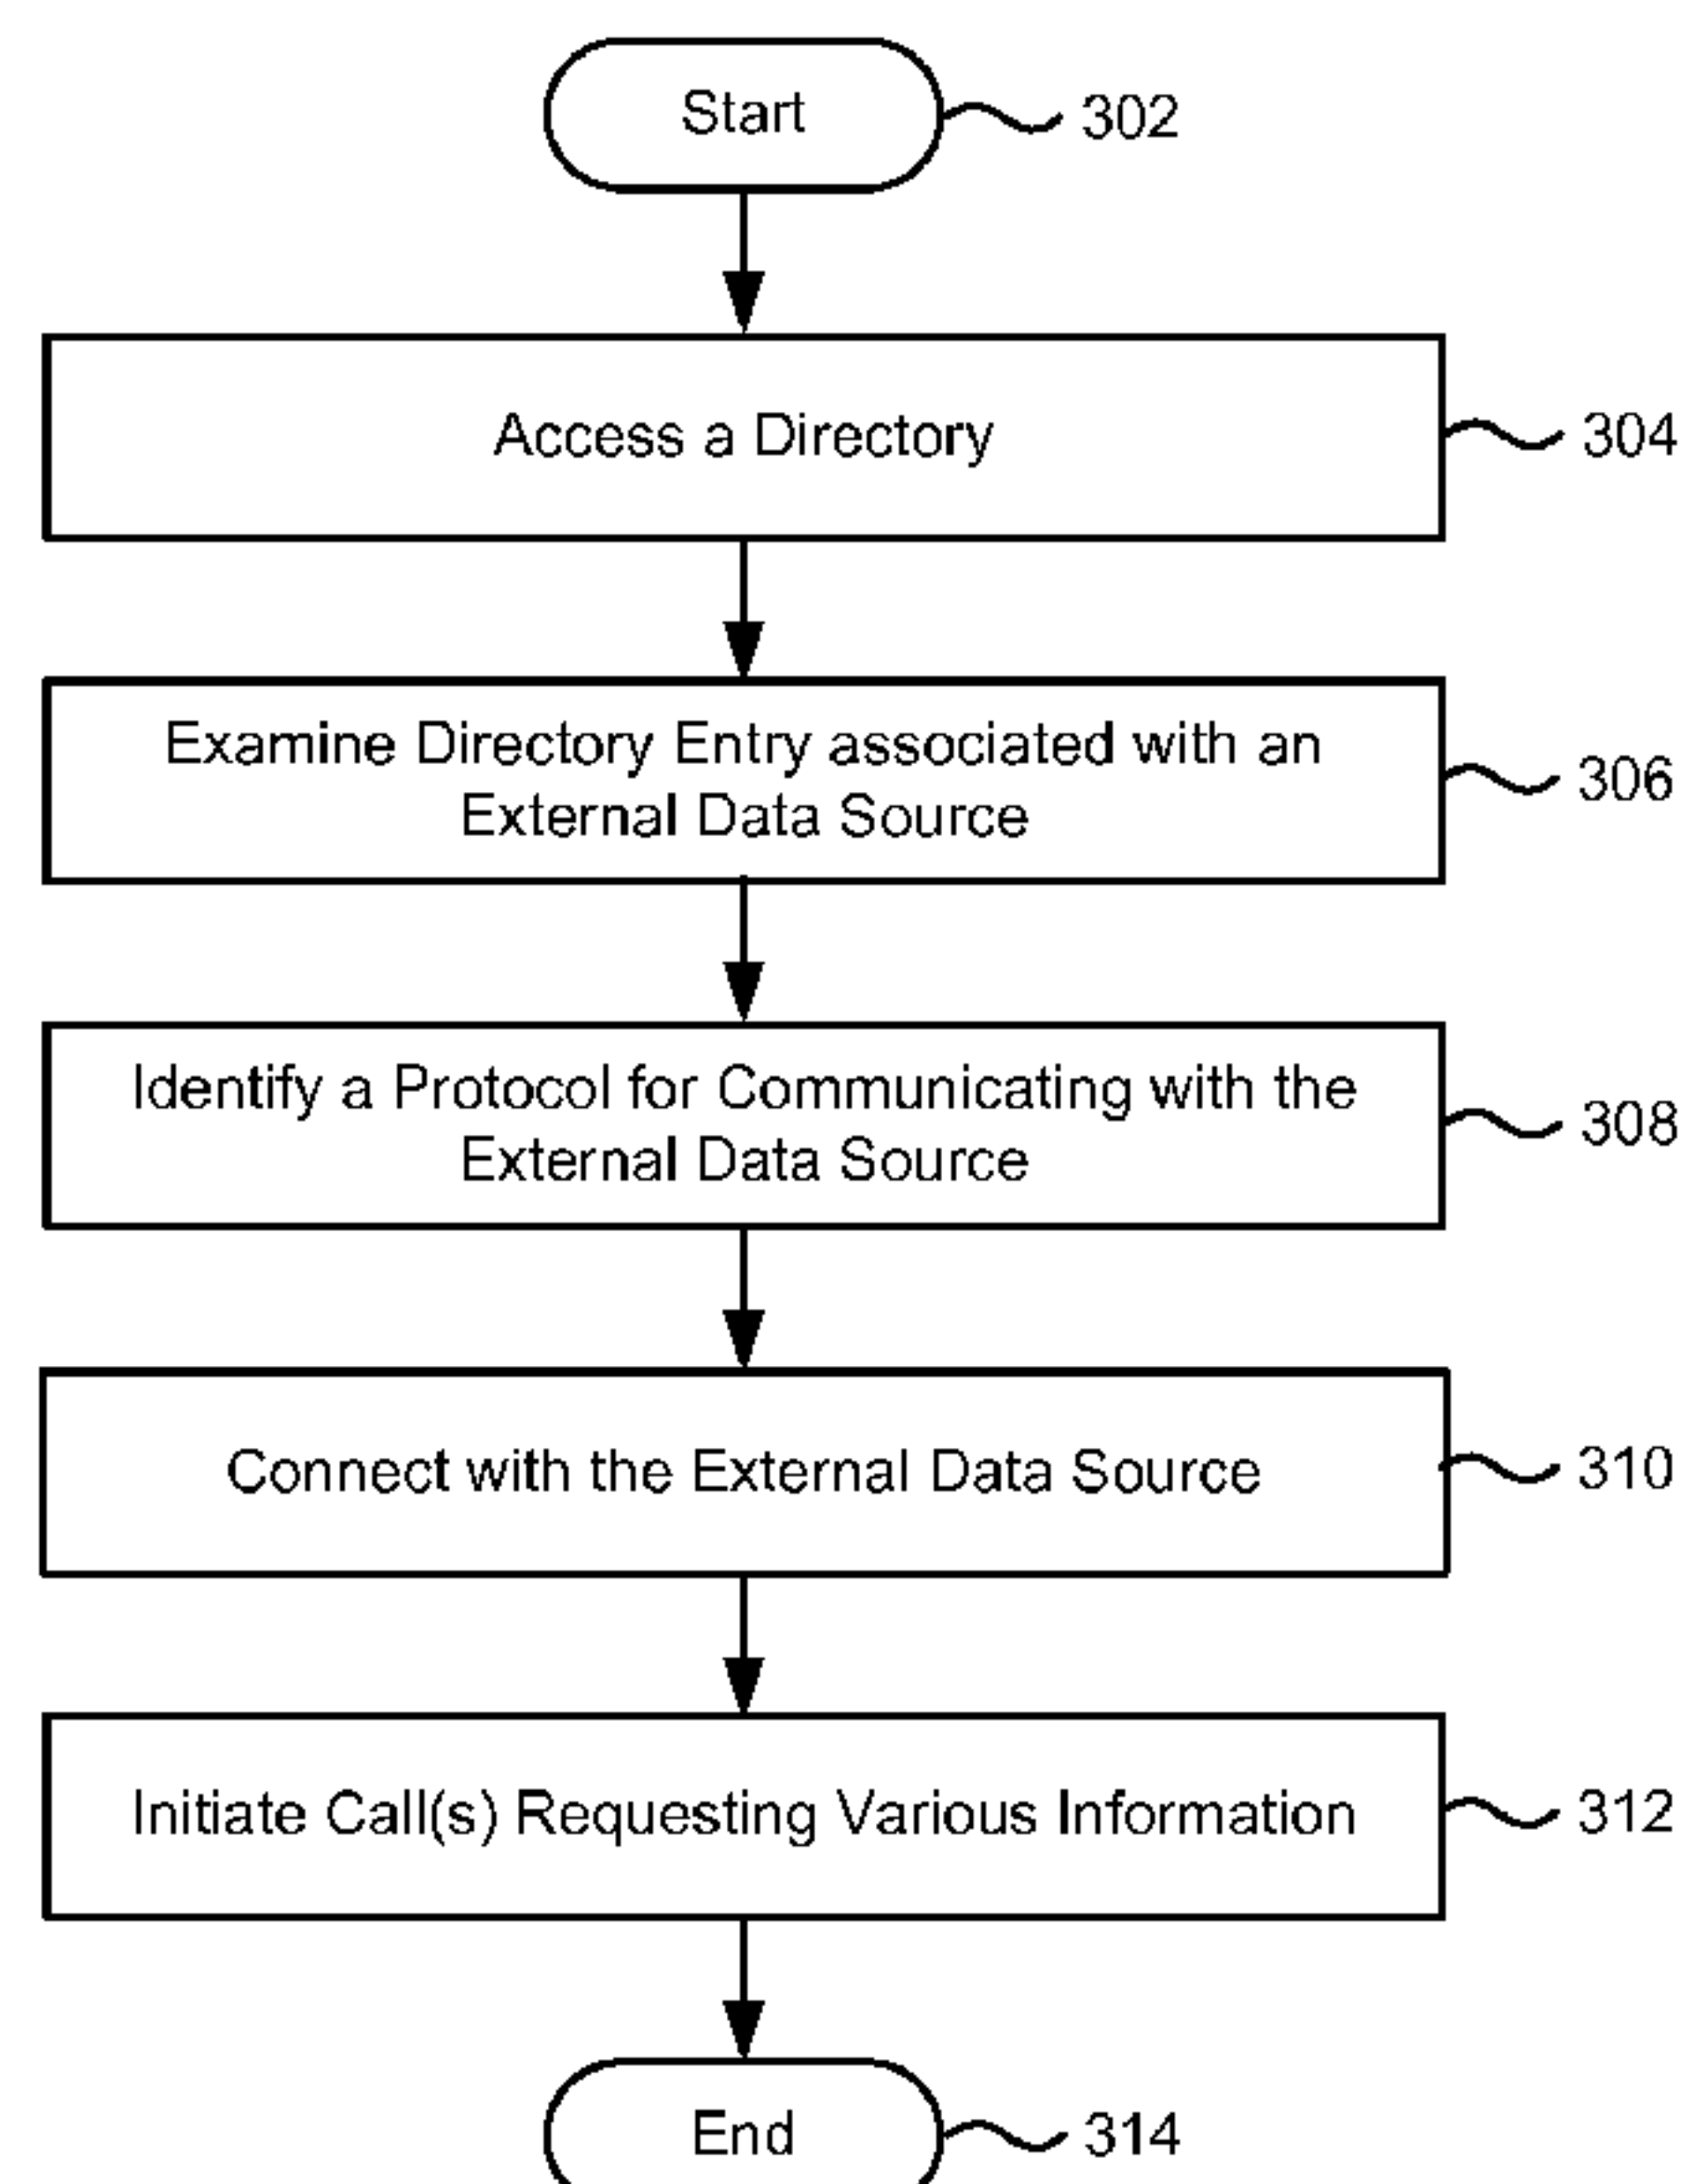 Start
302
Access a Directory
304
Examine Directory Entry associated with an
External Data Source
306
Identify a Protocol for Communicating with the
External Data Source
308
Connect with the External Data Source
310
Initiate Call(s) Requesting Various Information
312
End
314